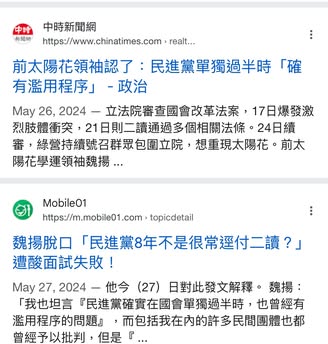 中時新聞網
https://www.chinatimes.com › realt...
前太陽花領袖認了：民進黨單獨過半時「確
有濫用程序」 - 政治
May 26, 2024 — 立法院審查國會改革法案，17日爆發激
烈肢體衝突，21日則二讀通過多個相關法條。24日續
審，綠營持續號召群眾包圍立院，想重現太陽花。前太
陽花學運領袖魏揚 ...
Mobile01
https://m.mobile01.com › topicdetail
魏揚脫口「民進黨8年不是很常逕付二讀？」
遭酸面試失敗！
May 27, 2024 — 他今（27）日對此發文解釋。 魏揚：
「我也坦言『民進黨確實在國會單獨過半時，也曾經有
濫用程序的問題』，而包括我在內的許多民間團體也都
曾經予以批判，但是『 ...